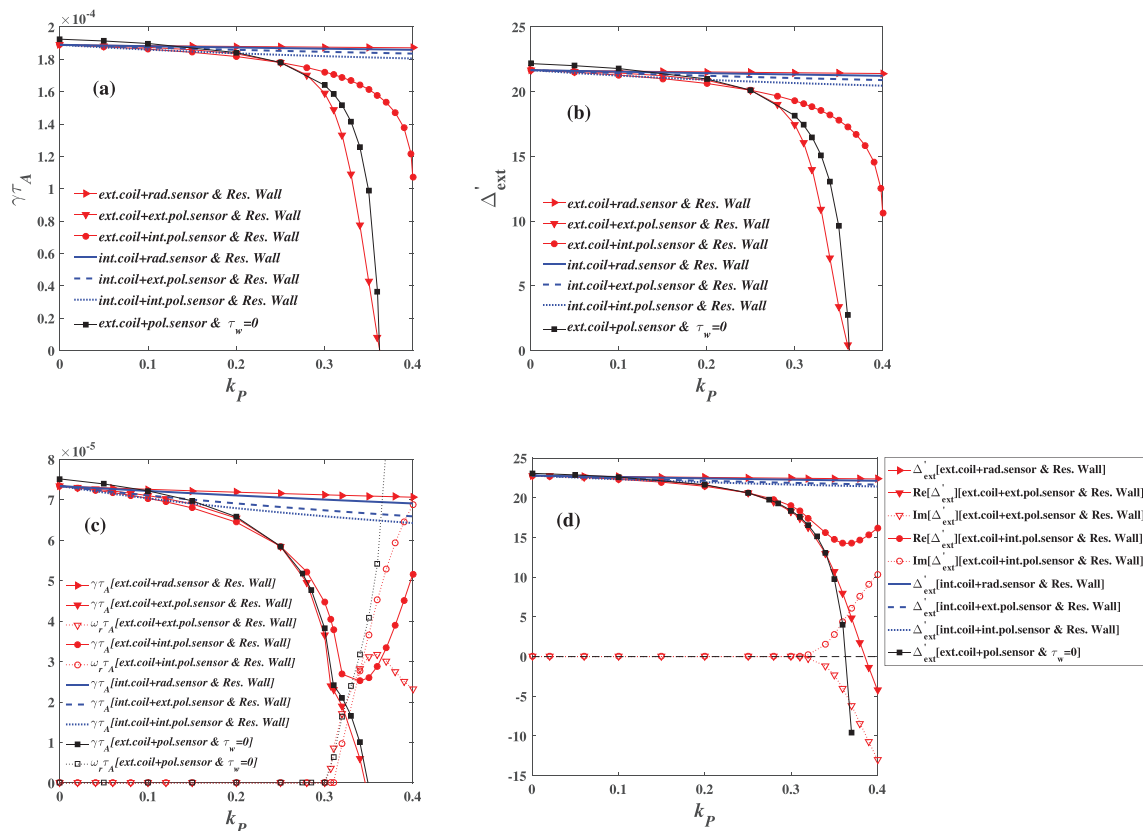 ×10⁻⁴
2
1.8
1.6
1.4
1.2
1
0.8
0.6
0.4
0.2
0
γτ_A
(a)
ext.coil+rad.sensor & Res. Wall
ext.coil+ext.pol.sensor & Res. Wall
ext.coil+int.pol.sensor & Res. Wall
int.coil+rad.sensor & Res. Wall
int.coil+ext.pol.sensor & Res. Wall
int.coil+int.pol.sensor & Res. Wall
ext.coil+pol.sensor & τ_w=0
0 0.1 0.2 0.3 0.4
k_P
25
20
15
10
5
0
Δ'_ext
(b)
ext.coil+rad.sensor & Res. Wall
ext.coil+ext.pol.sensor & Res. Wall
ext.coil+int.pol.sensor & Res. Wall
int.coil+rad.sensor & Res. Wall
int.coil+ext.pol.sensor & Res. Wall
int.coil+int.pol.sensor & Res. Wall
ext.coil+pol.sensor & τ_w=0
0 0.1 0.2 0.3 0.4
k_P
×10⁻⁵
8
7
6
5
4
3
2
1
0
(c)
γτ_A[ext.coil+rad.sensor & Res. Wall]
γτ_A[ext.coil+ext.pol.sensor & Res. Wall]
ω_rτ_A[ext.coil+ext.pol.sensor & Res. Wall]
γτ_A[ext.coil+int.pol.sensor & Res. Wall]
ω_rτ_A[ext.coil+int.pol.sensor & Res. Wall]
γτ_A[int.coil+rad.sensor & Res. Wall]
γτ_A[int.coil+ext.pol.sensor & Res. Wall]
γτ_A[int.coil+int.pol.sensor & Res. Wall]
γτ_A[ext.coil+pol.sensor & τ_w=0]
ω_rτ_A[ext.coil+pol.sensor & τ_w=0]
0 0.1 0.2 0.3 0.4
k_P
25
20
15
10
5
0
-5
-10
-15
(d)
0 0.1 0.2 0.3 0.4
k_P
Δ'_ext[ext.coil+rad.sensor & Res. Wall]
Re[Δ'_ext][ext.coil+ext.pol.sensor & Res. Wall]
Im[Δ'_ext][ext.coil+ext.pol.sensor & Res. Wall]
Re[Δ'_ext][ext.coil+int.pol.sensor & Res. Wall]
Im[Δ'_ext][ext.coil+int.pol.sensor & Res. Wall]
Δ'_ext[int.coil+rad.sensor & Res. Wall]
Δ'_ext[int.coil+ext.pol.sensor & Res. Wall]
Δ'_ext[int.coil+int.pol.sensor & Res. Wall]
Δ'_ext[ext.coil+pol.sensor & τ_w=0]